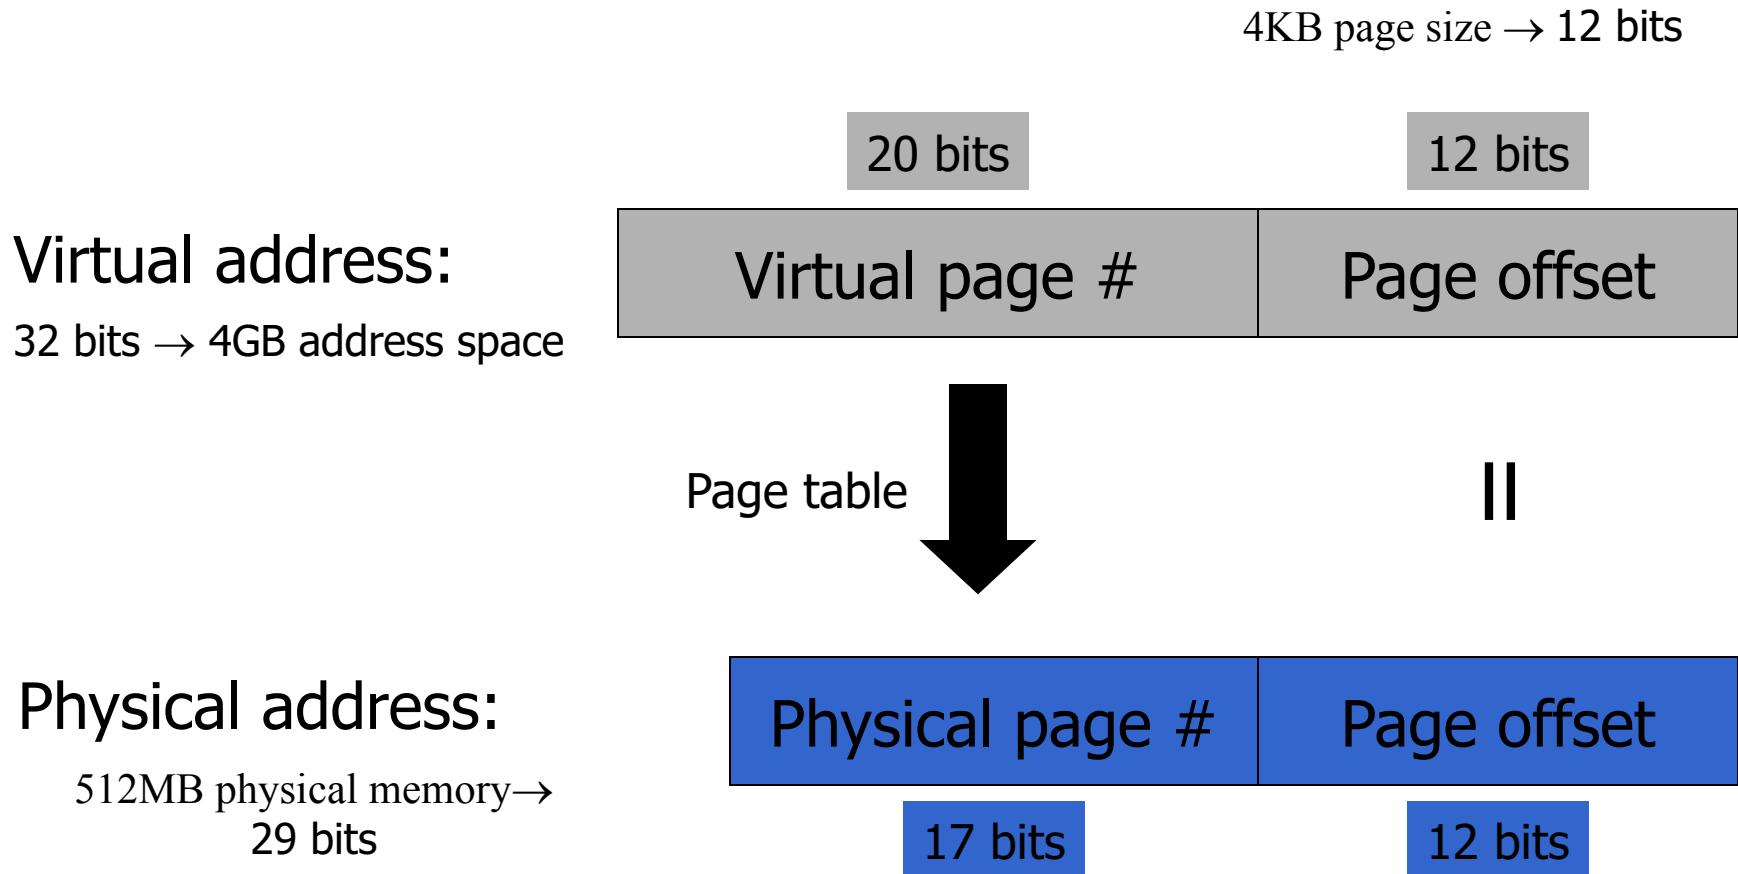 4KB page size → 12 bits
20 bits
12 bits
Virtual address:
Virtual page #
Page offset
32 bits → 4GB address space
Page table
=
Physical address:
Physical page #
Page offset
512MB physical memory→
29 bits
17 bits
12 bits